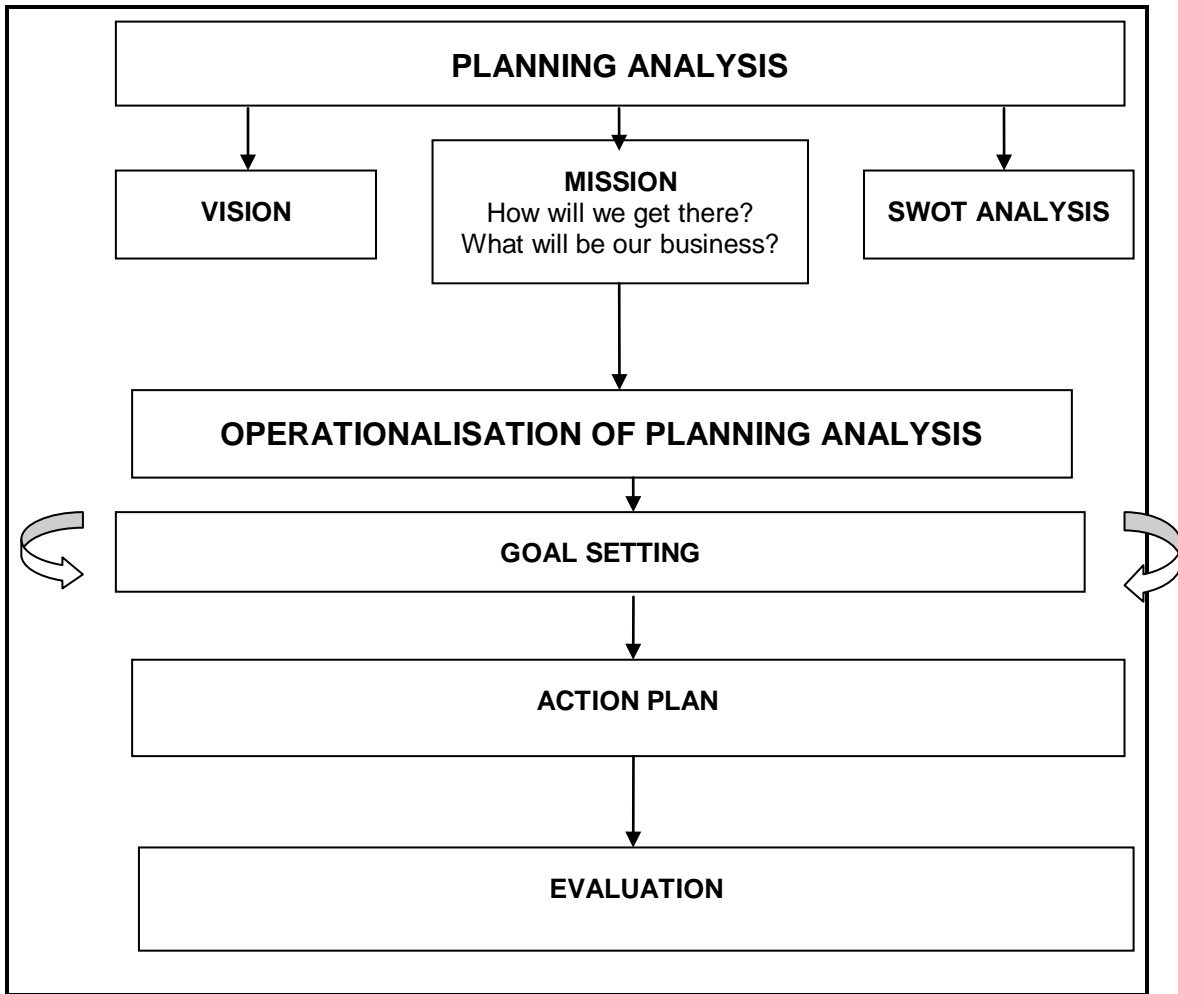 PLANNING ANALYSIS
VISION
MISSION
How will we get there?
What will be our business?
SWOT ANALYSIS
OPERATIONALISATION OF PLANNING ANALYSIS
GOAL SETTING
ACTION PLAN
EVALUATION